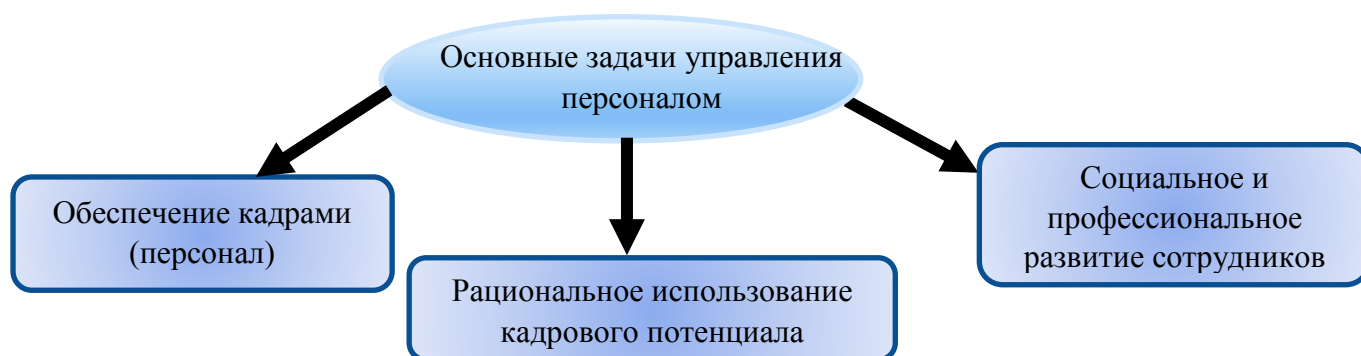 Основные задачи управления
персоналом
Обеспечение кадрами
(персонал)
Рациональное использование
кадрового потенциала
Социальное и
профессиональное
развитие сотрудников